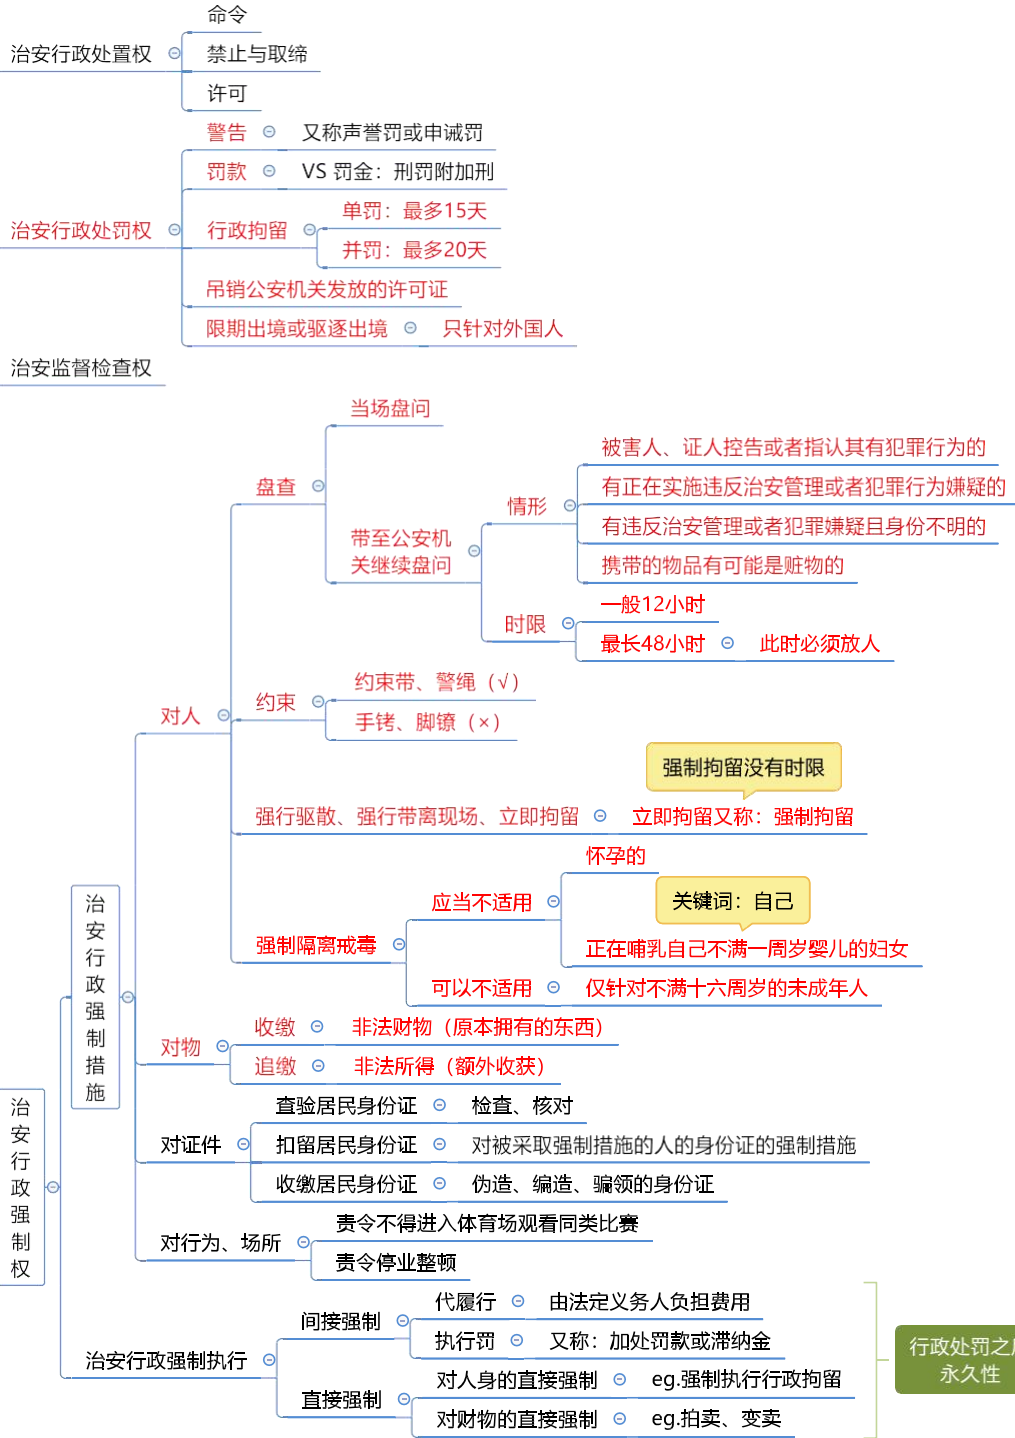 命令
治安行政处置权
禁止与取缔
许可
警告
又称声誉罚或申诫罚
罚款
VS 罚金：刑罚附加刑
治安行政处罚权
行政拘留
单罚：最多15天
并罚：最多20天
吊销公安机关发放的许可证
限期出境或驱逐出境
只针对外国人
治安监督检查权
当场盘问
盘查
带至公安机
关继续盘问
情形
被害人、证人控告或者指认其有犯罪行为的
有正在实施违反治安管理或者犯罪行为嫌疑的
有违反治安管理或者犯罪嫌疑且身份不明的
携带的物品有可能是赃物的
时限
一般12小时
最长48小时
此时必须放人
对人
约束
约束带、警绳（√）
手铐、脚镣（×）
强制拘留没有时限
强行驱散、强行带离现场、立即拘留
立即拘留又称：强制拘留
怀孕的
应当不适用
关键词：自己
强制隔离戒毒
正在哺乳自己不满一周岁婴儿的妇女
可以不适用
仅针对不满十六周岁的未成年人
治安行政强制措施
对物
收缴
非法财物（原本拥有的东西）
追缴
非法所得（额外收获）
对证件
查验居民身份证
检查、核对
扣留居民身份证
对被采取强制措施的人的身份证的强制措施
收缴居民身份证
伪造、编造、骗领的身份证
治安行政强制权
对行为、场所
责令不得进入体育场观看同类比赛
责令停业整顿
治安行政强制执行
间接强制
代履行
由法定义务人负担费用
执行罚
又称：加处罚款或滞纳金
直接强制
对人身的直接强制
eg.强制执行行政拘留
对财物的直接强制
eg.拍卖、变卖
行政处罚之
永久性